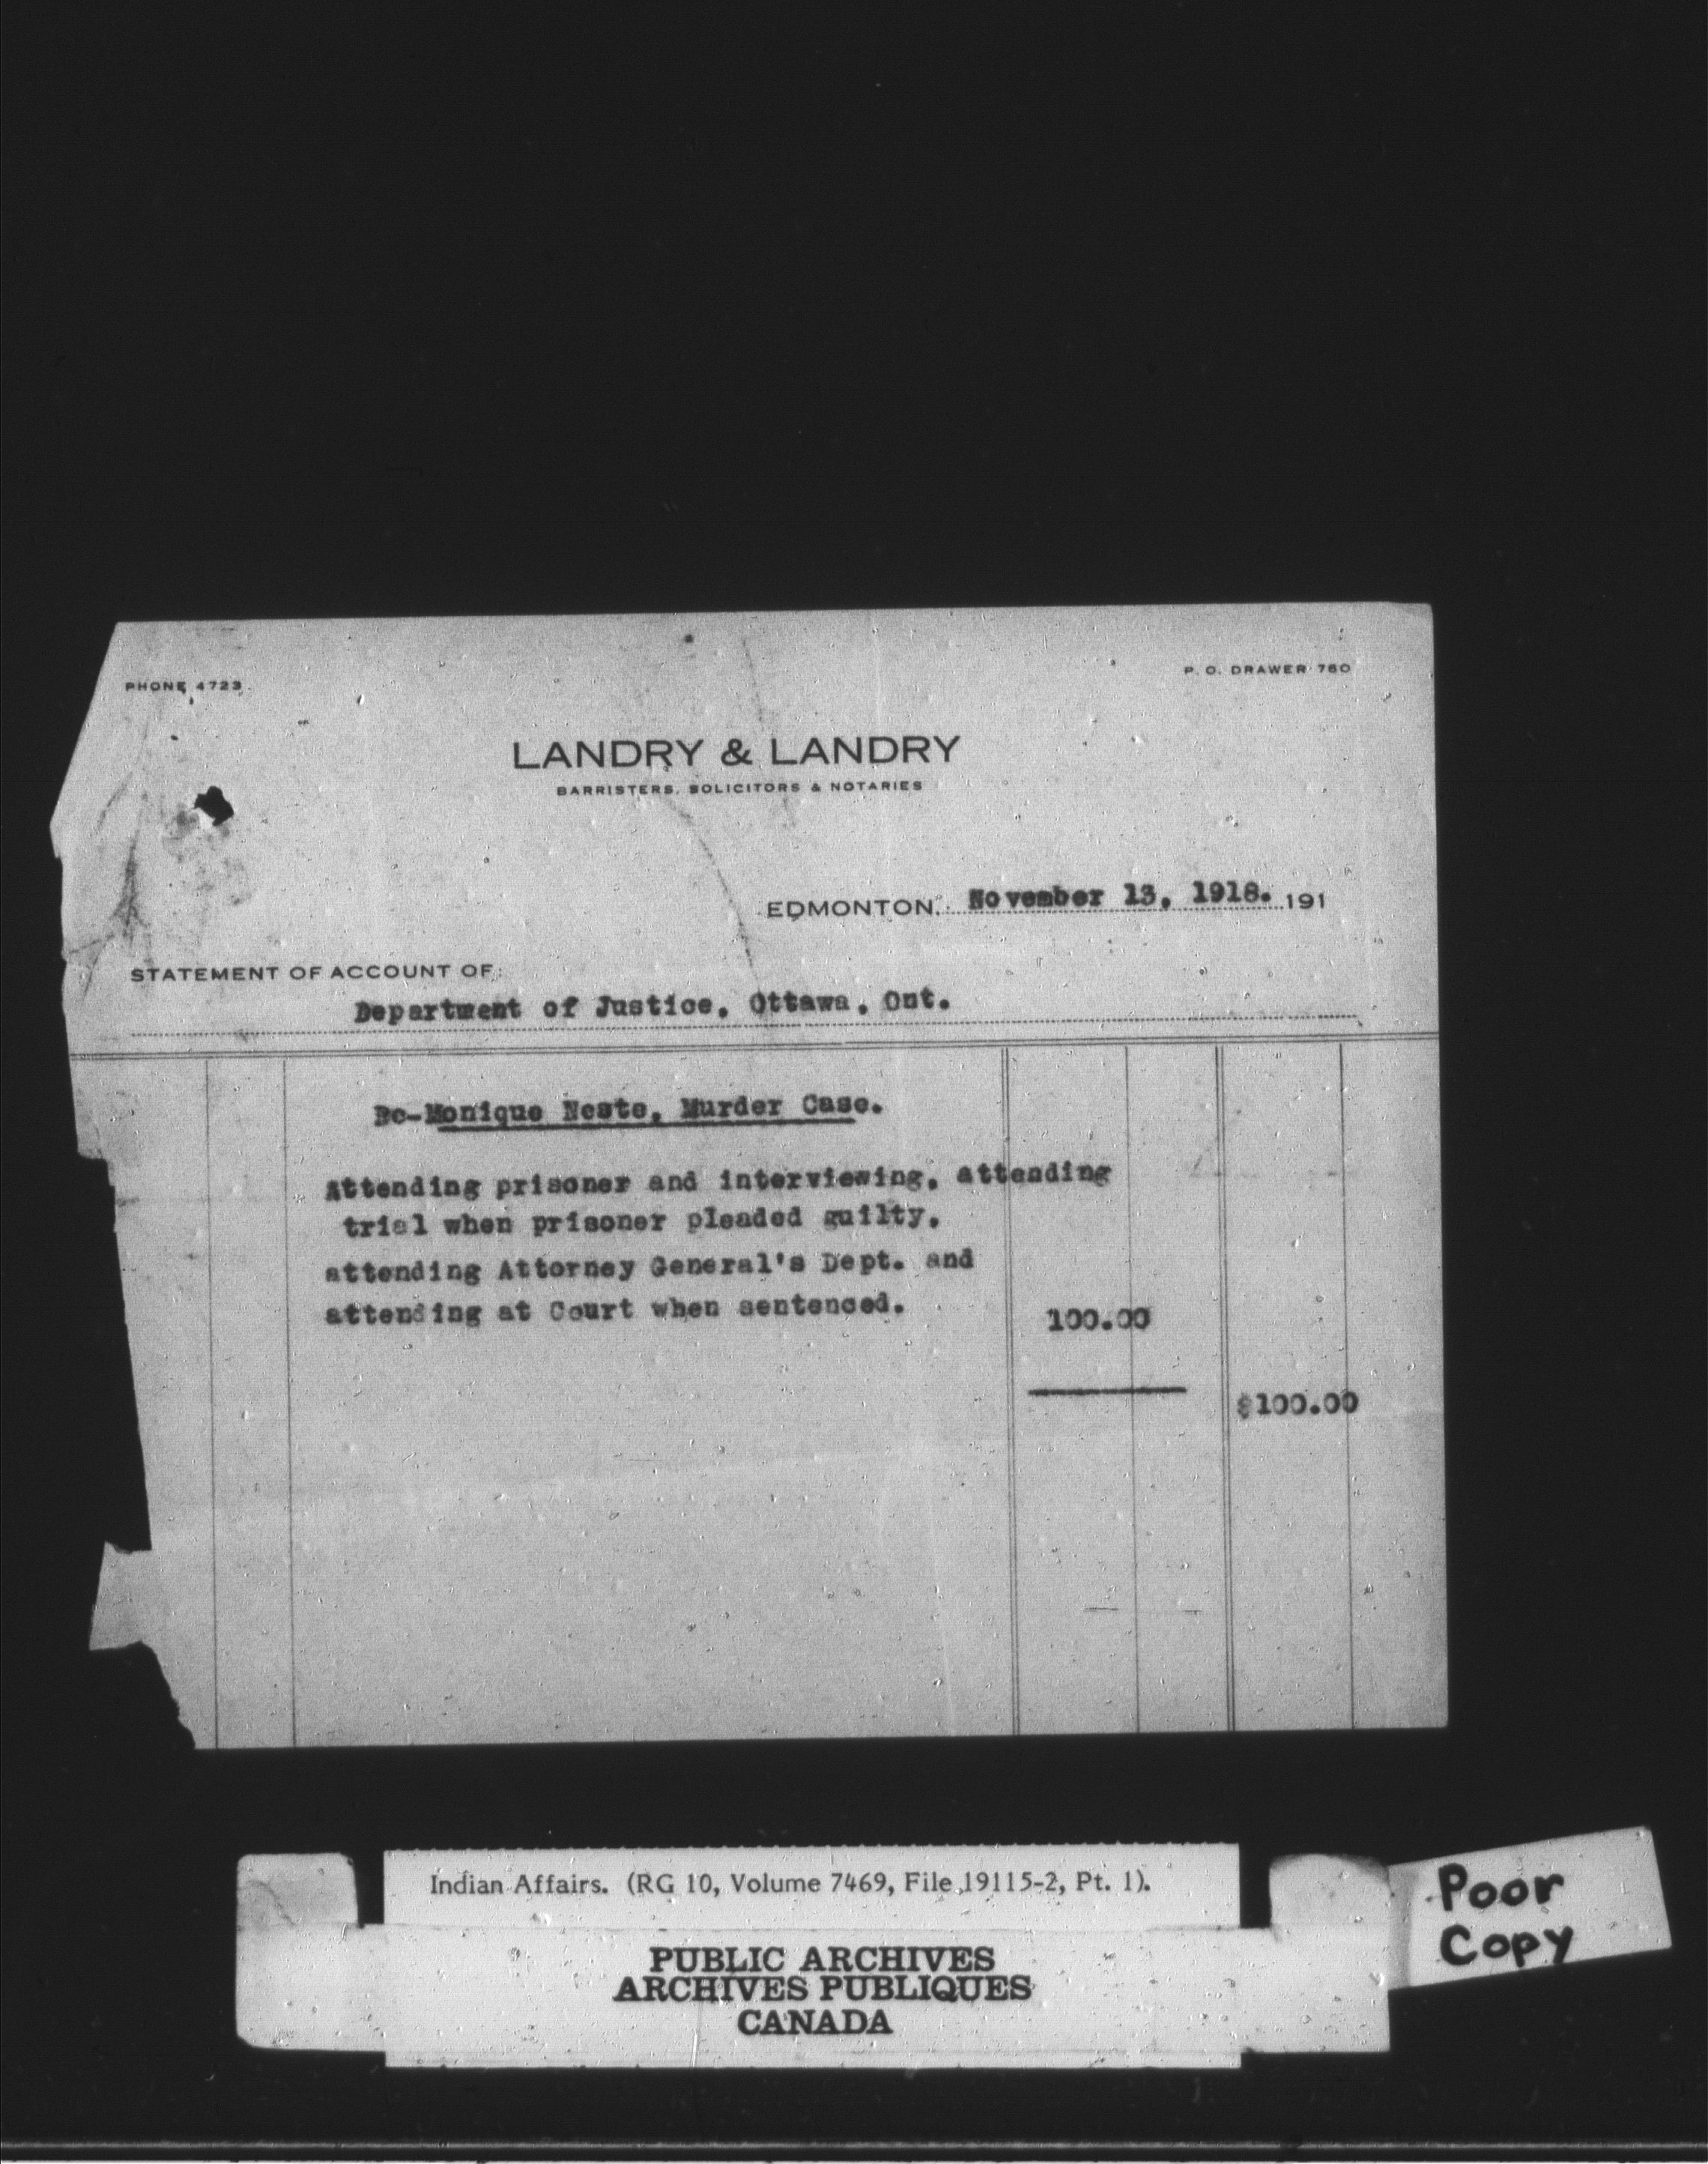 PHONE 4723
P. O. DRAWER 760
LANDRY & LANDRY
BARRISTERS, SOLICITORS & NOTARIES
EDMONTON, November 13, 1918. 191
STATEMENT OF ACCOUNT OF:
Department of Justice, Ottawa, Ont.
Re-Monique Neste, Murder Case.
Attending prisoner and interviewing, attending
trial when prisoner pleaded guilty,
attending Attorney General's Dept. and
attending at Court when sentenced. 100.00
$100.00
Indian Affairs. (RG 10, Volume 7469, File 19115-2, Pt. 1).
PUBLIC ARCHIVES
ARCHIVES PUBLIQUES
CANADA
Poor
Copy